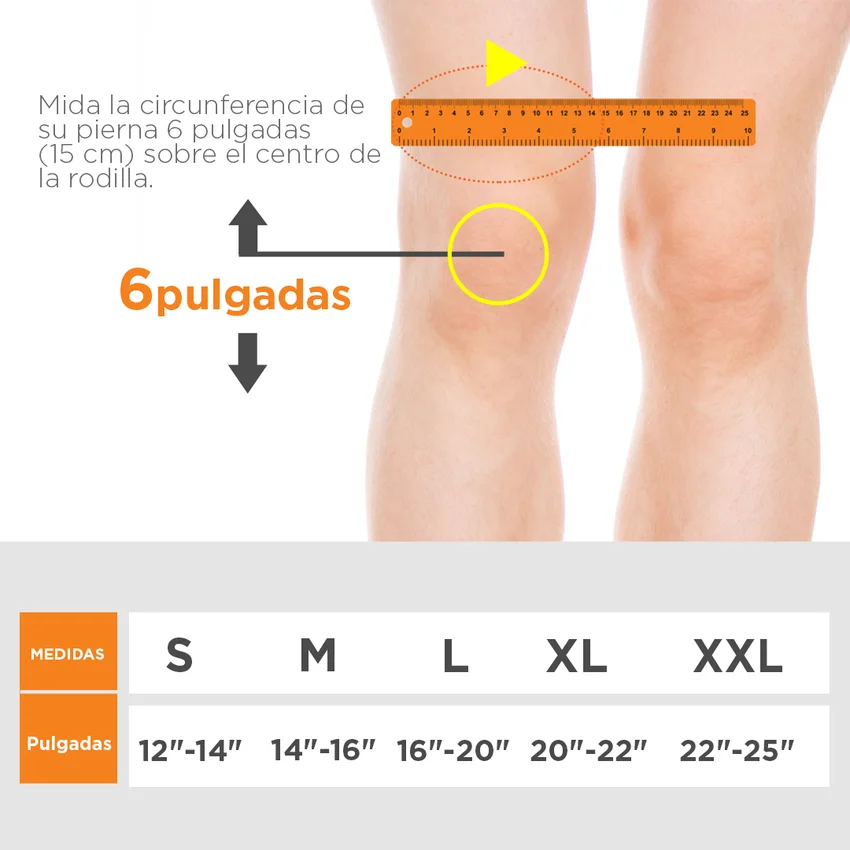 Mida la circunferencia de
su pierna 6 pulgadas
(15 cm) sobre el centro de
la rodilla.
0 1 2 3 4 5 6 7 8 9 10 11 12 13 14 15 16 17 18 19 20 21 22 23 24 25
0 1 2 3 4 5 6 7 8 9 10
6pulgadas
MEDIDAS S M L XL XXL
Pulgadas 12"-14" 14"-16" 16"-20" 20"-22" 22"-25"